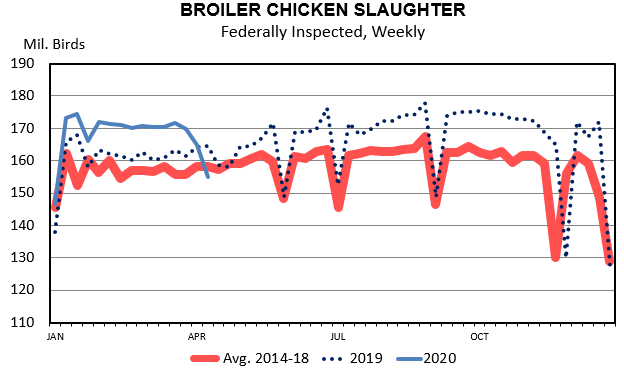 BROILER CHICKEN SLAUGHTER
Federally Inspected, Weekly
Mil. Birds
190
180
170
160
150
140
130
120
110
JAN APR JUL OCT
Avg. 2014-18 2019 2020